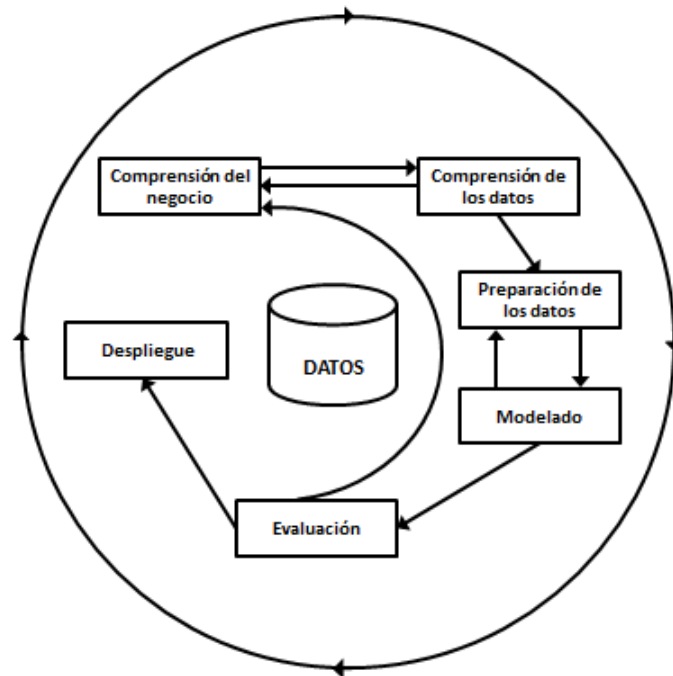 Comprensión del
negocio
Comprensión de
los datos
Preparación de
los datos
Despliegue
DATOS
Modelado
Evaluación